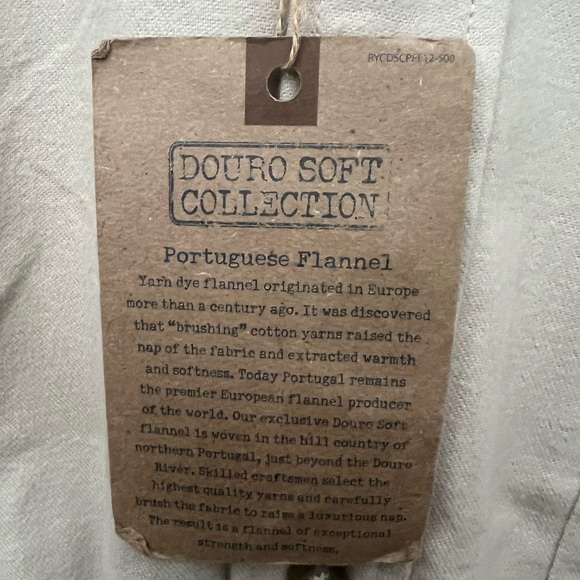 DOURO SOFT
COLLECTION
Portuguese Flannel
Yarn dye flannel originated in Europe
more than a century ago. It was discovered
that "brushing" cotton yarns raised the
nap of the fabric and extracted warmth
and softness. Today Portugal remains
the premier European flannel producer
of the world. Our exclusive Douro Soft
flannel is woven in the hill country of
northern Portugal, just beyond the Douro
River. Skilled craftsmen select the
highest quality yarns and carefully
brush the fabric to raise a luxurious nap.
The result is a flannel of exceptional
strength and softness.